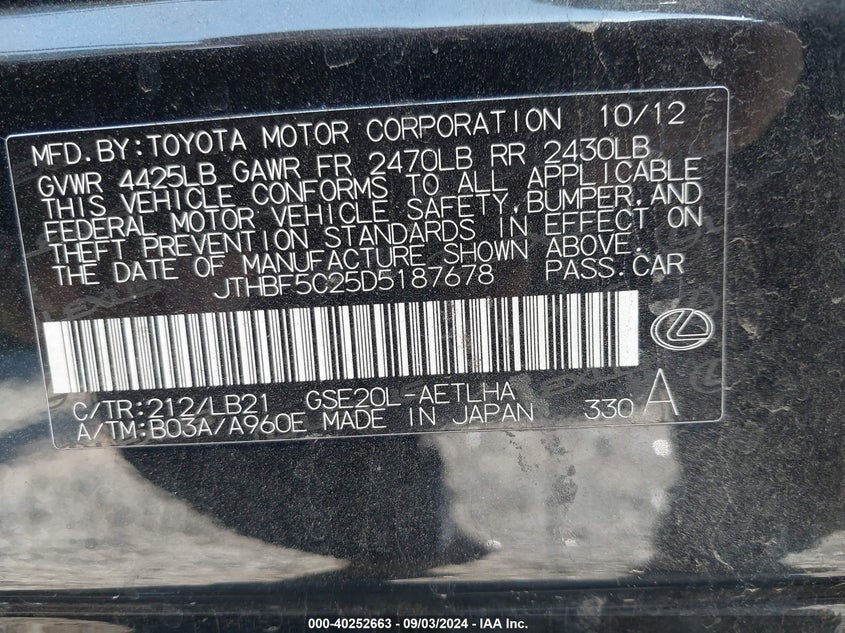 MFD.BY:TOYOTA MOTOR CORPORATION 10/12
GVWR 4425LB GAWR FR 2470LB RR 2430LB
THIS VEHICLE CONFORMS TO ALL APPLICABLE
FEDERAL MOTOR VEHICLE SAFETY,BUMPER,AND
THEFT PREVENTION STANDARDS IN EFFECT ON
THE DATE OF MANUFACTURE SHOWN ABOVE.
JTHBF5C25D5187678 PASS.CAR
C/TR:212/LB21 GSE20L-AETLHA
A/TM:B03A/A960E MADE IN JAPAN 330 A
000-40252663 - 09/03/2024 - IAA Inc.